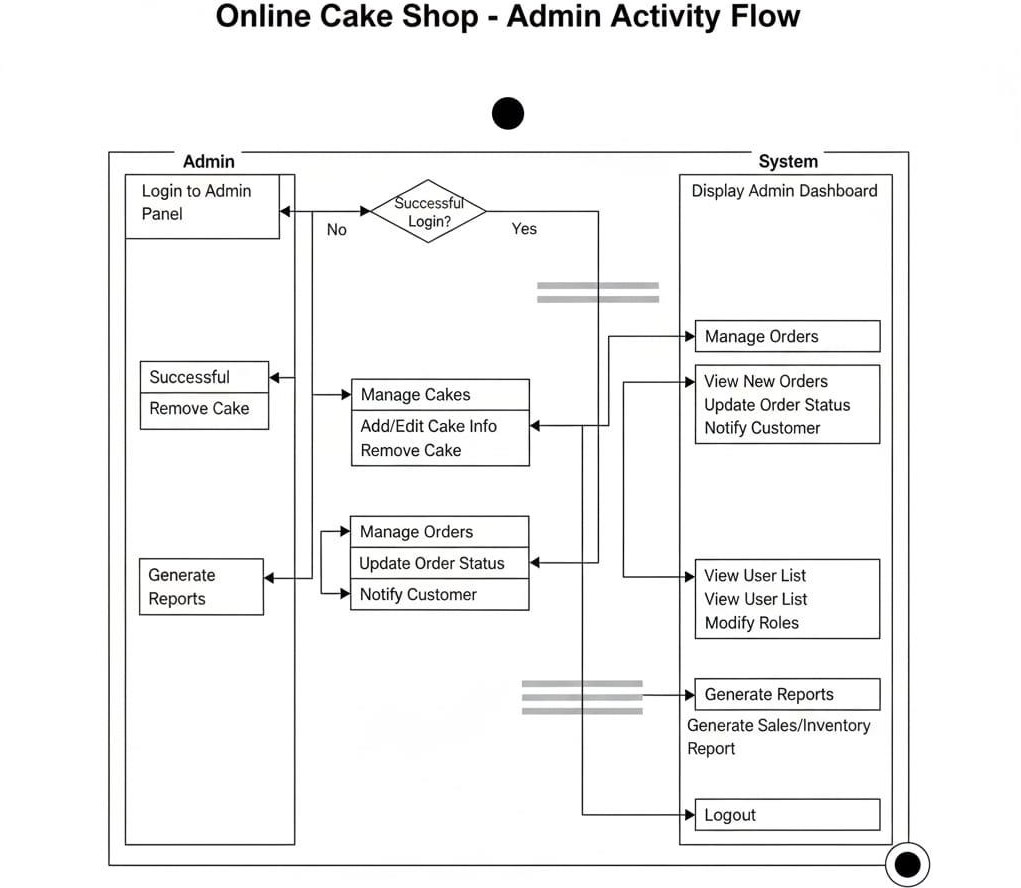 Online Cake Shop - Admin Activity Flow
Admin
System
Login to Admin
Panel
Successful
Login?
No
Yes
Display Admin Dashboard
Manage Orders
Successful
Remove Cake
Manage Cakes
Add/Edit Cake Info
Remove Cake
View New Orders
Update Order Status
Notify Customer
Manage Orders
Update Order Status
Notify Customer
Generate
Reports
View User List
View User List
Modify Roles
Generate Reports
Generate Sales/Inventory
Report
Logout